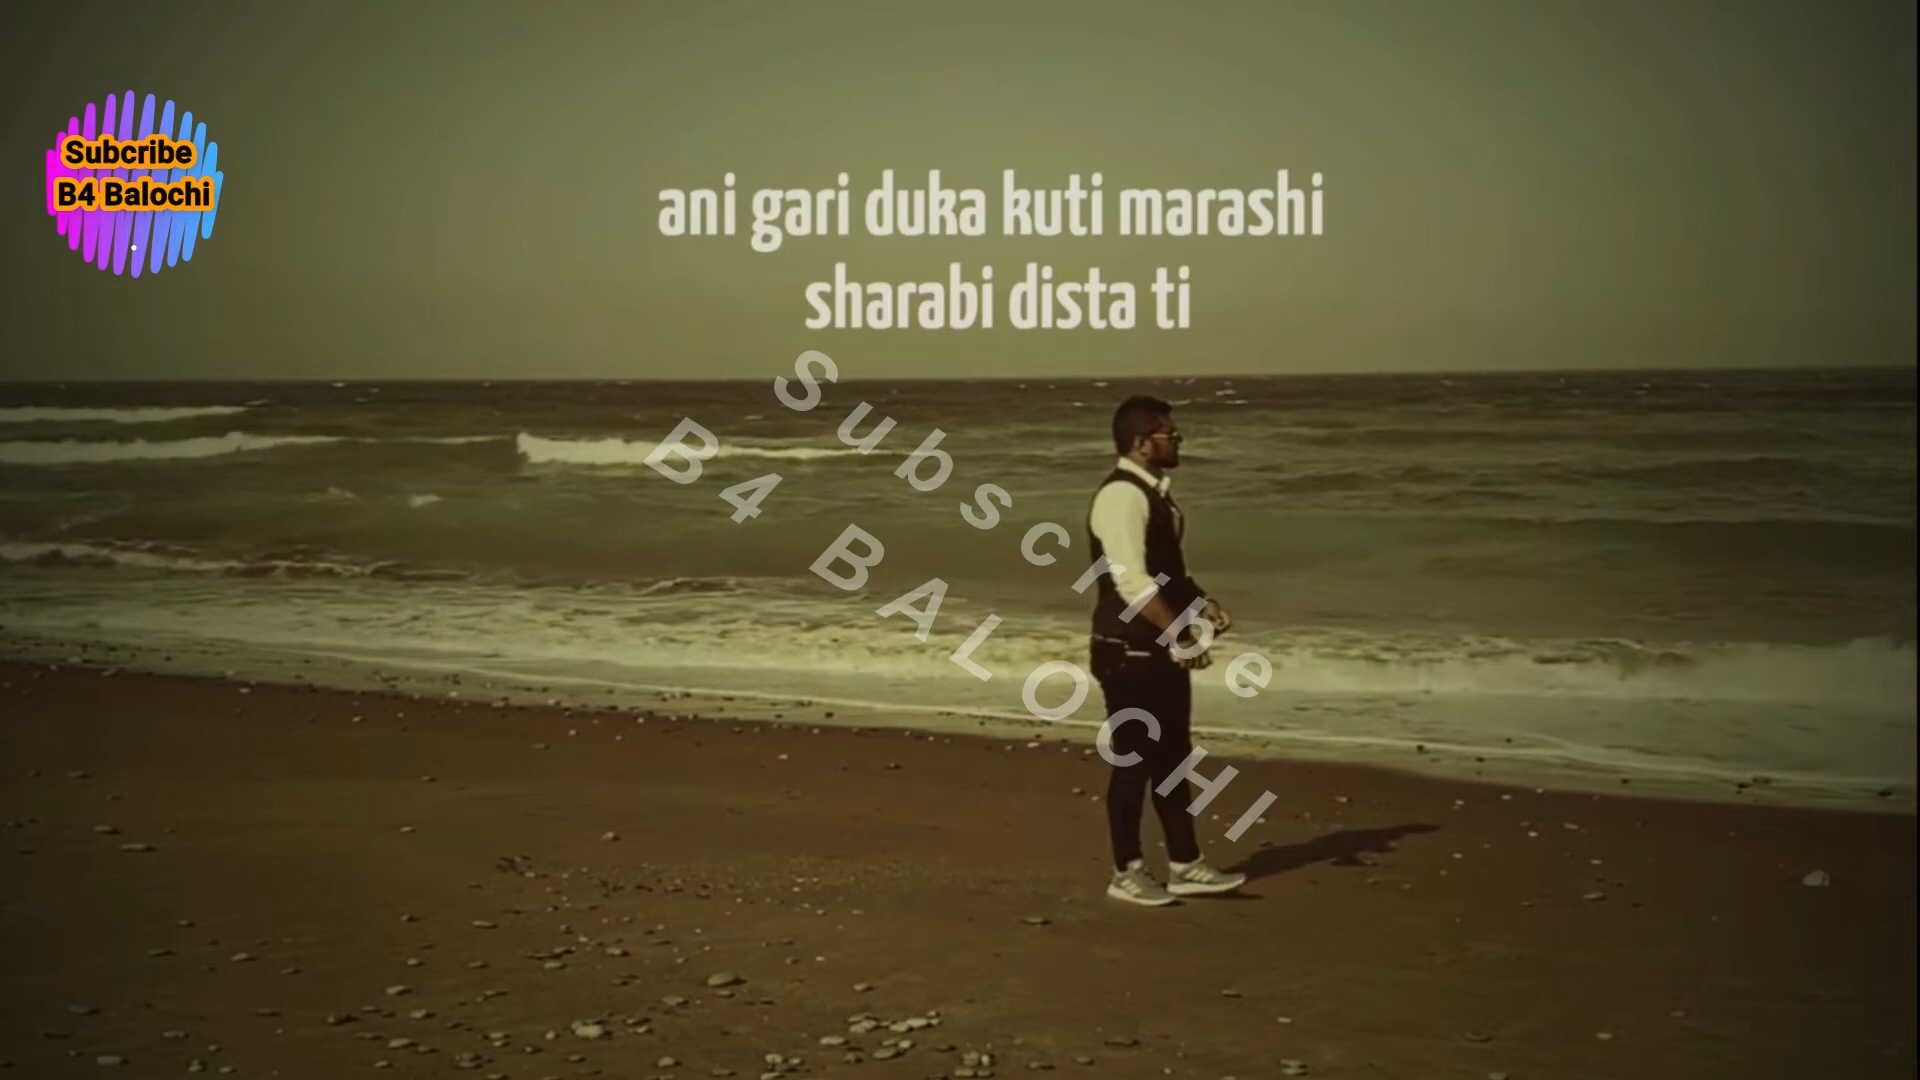 Subcribe
B4 Balochi
ani gari duka kuti marashi
sharabi dista ti
Subscribe
B4 BALOCHI